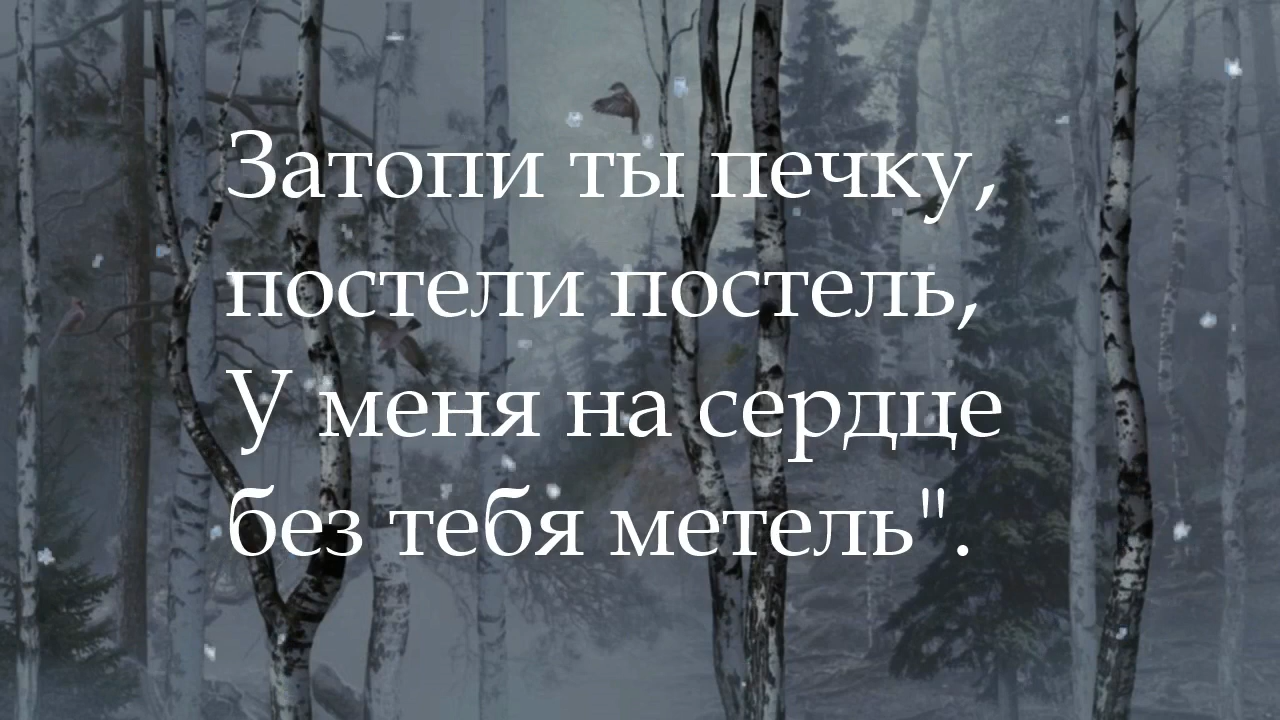 Затопи ты печку,
постели постель,
У меня на сердце
без тебя метель".